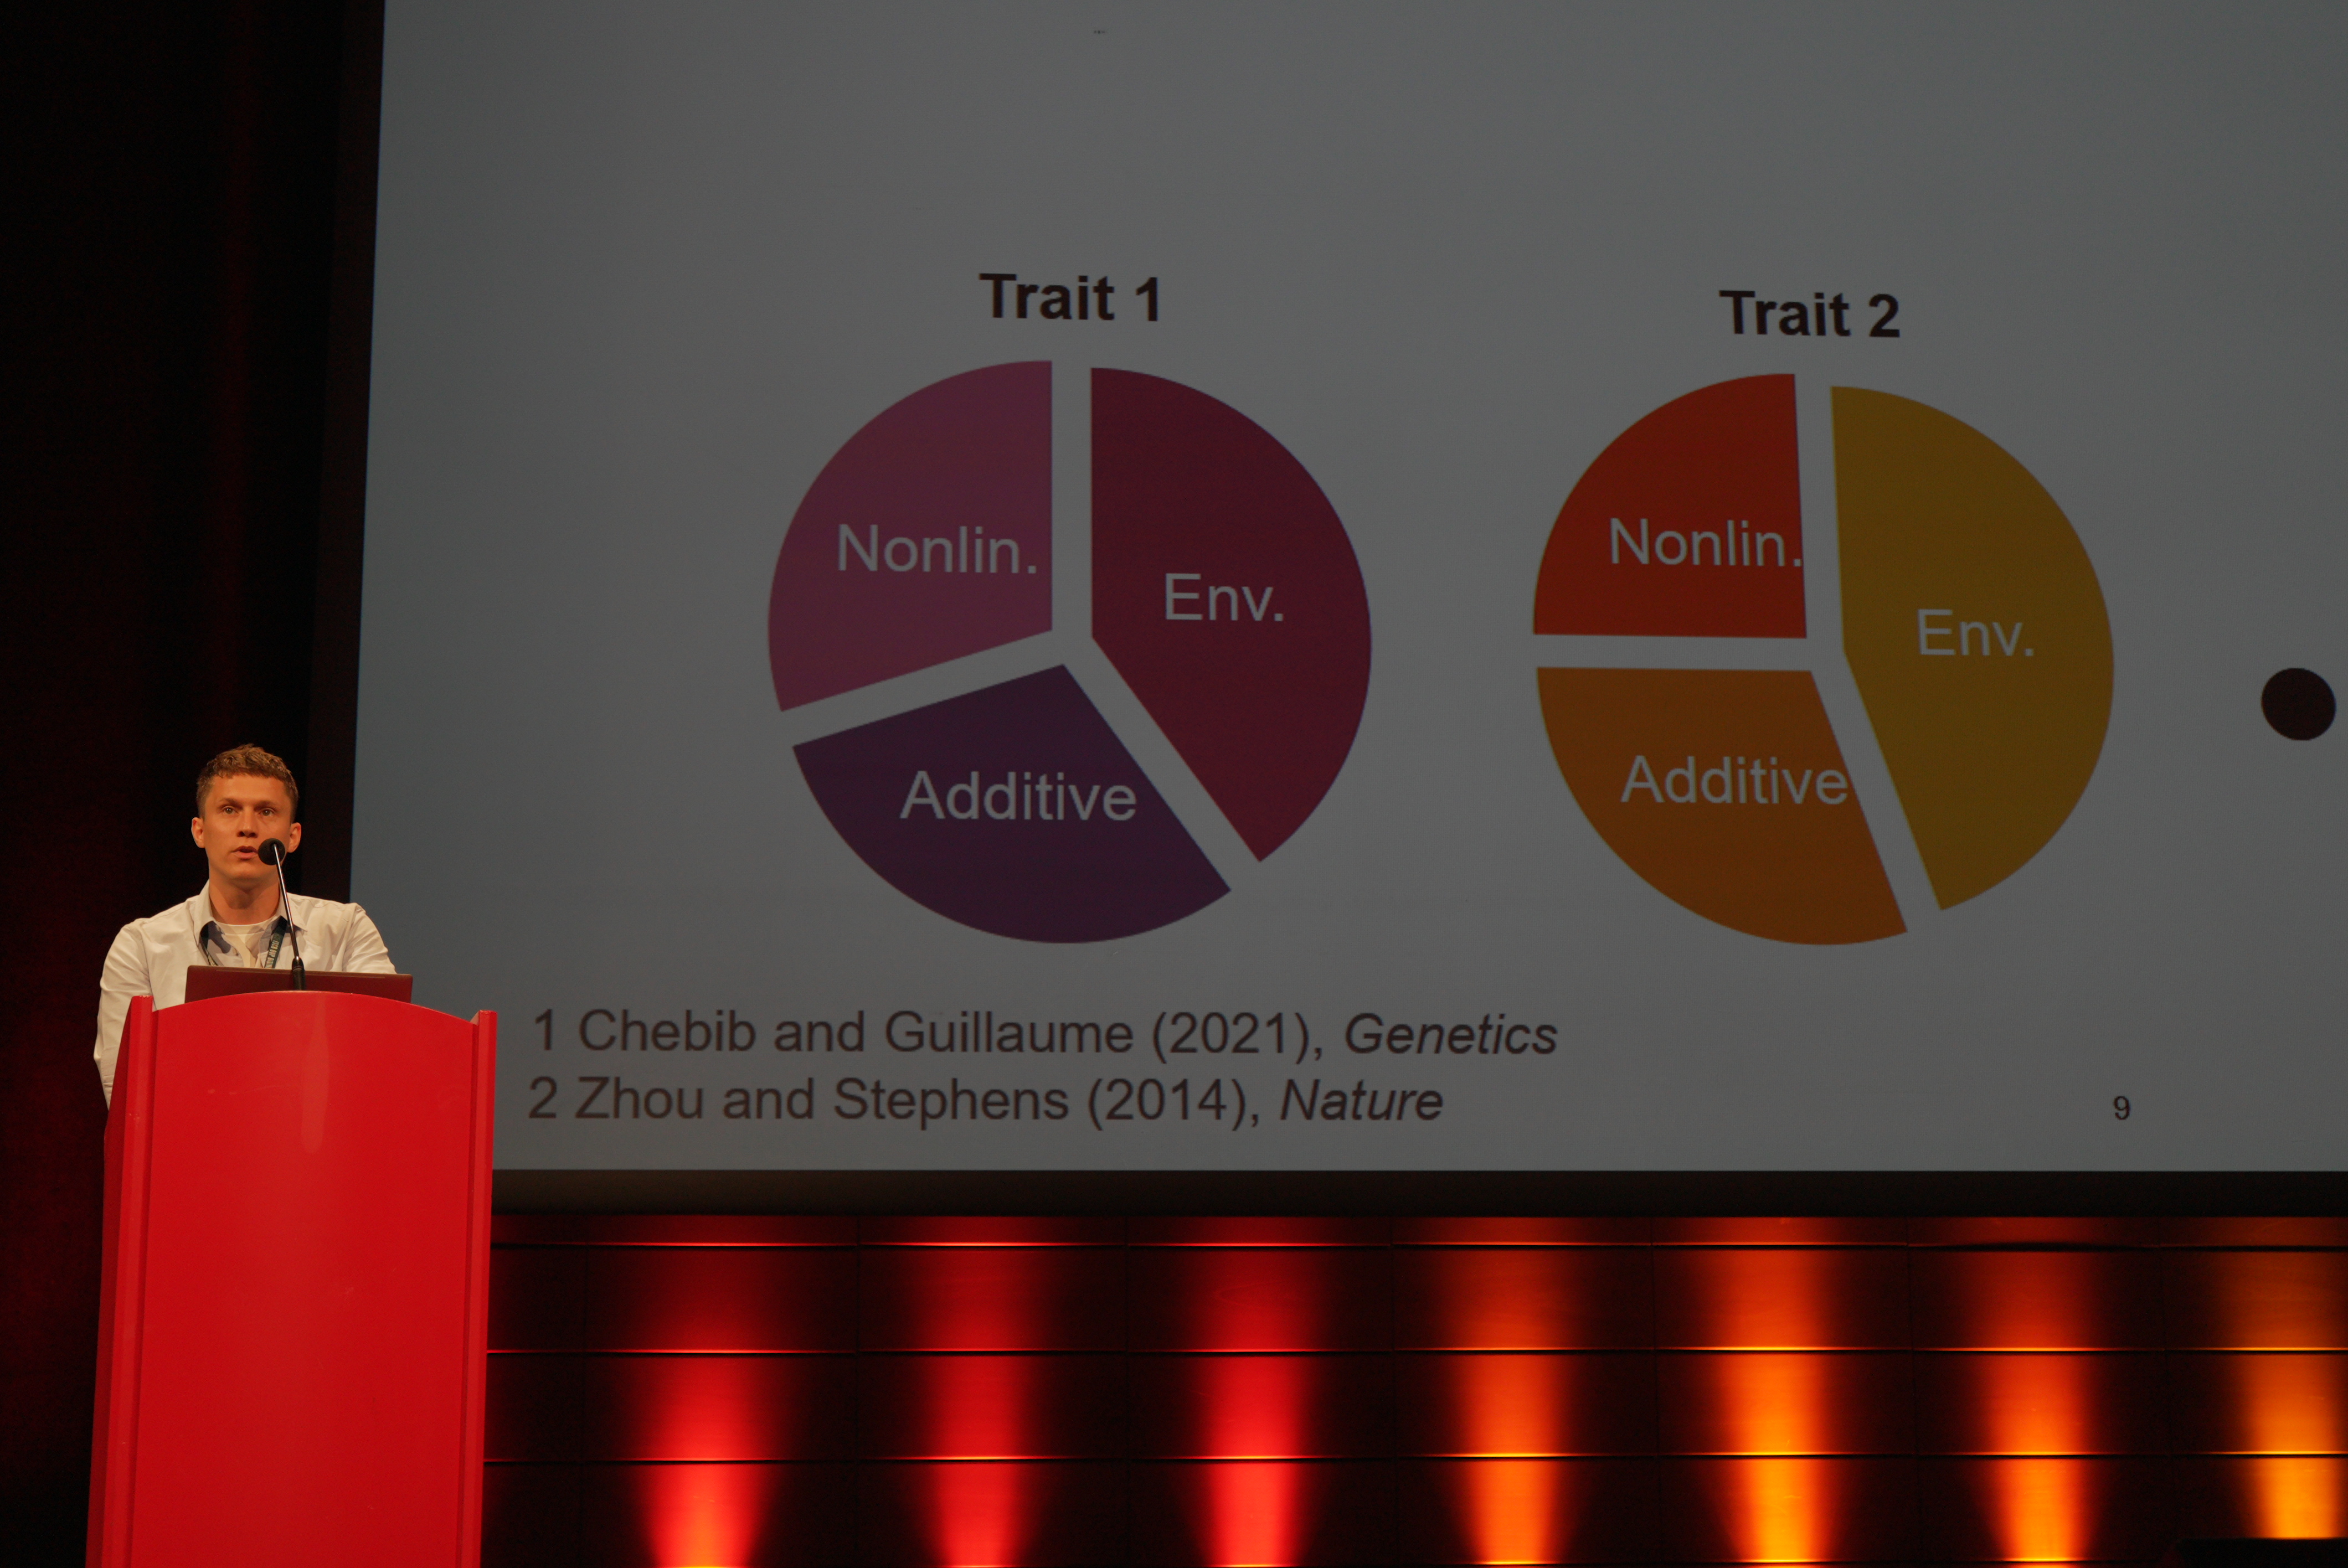 Trait 1
Trait 2
Nonlin.
Env.
Additive
Nonlin.
Env.
Additive
1 Chebib and Guillaume (2021), Genetics
2 Zhou and Stephens (2014), Nature
9